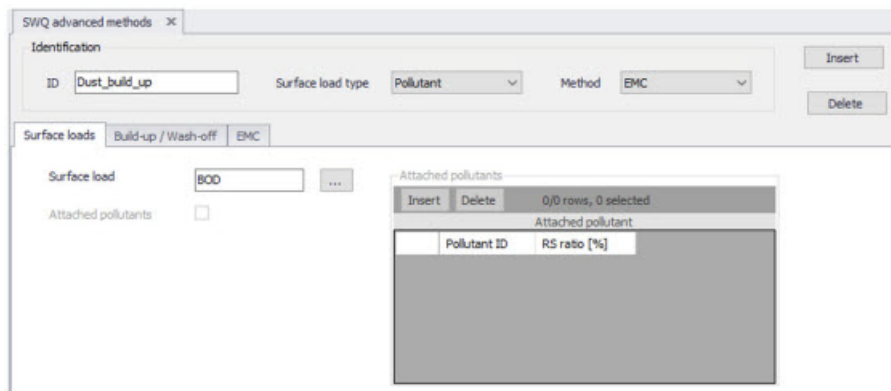 SWQ advanced methods
Identification
ID Dust_build_up Surface load type Pollutant Method EMC
Insert
Delete
Surface loads Build-up / Wash-off EMC
Surface load BOD ...
Attached pollutants
Attached pollutants
Insert Delete 0/0 rows, 0 selected
Attached pollutant
Pollutant ID RS ratio [%]